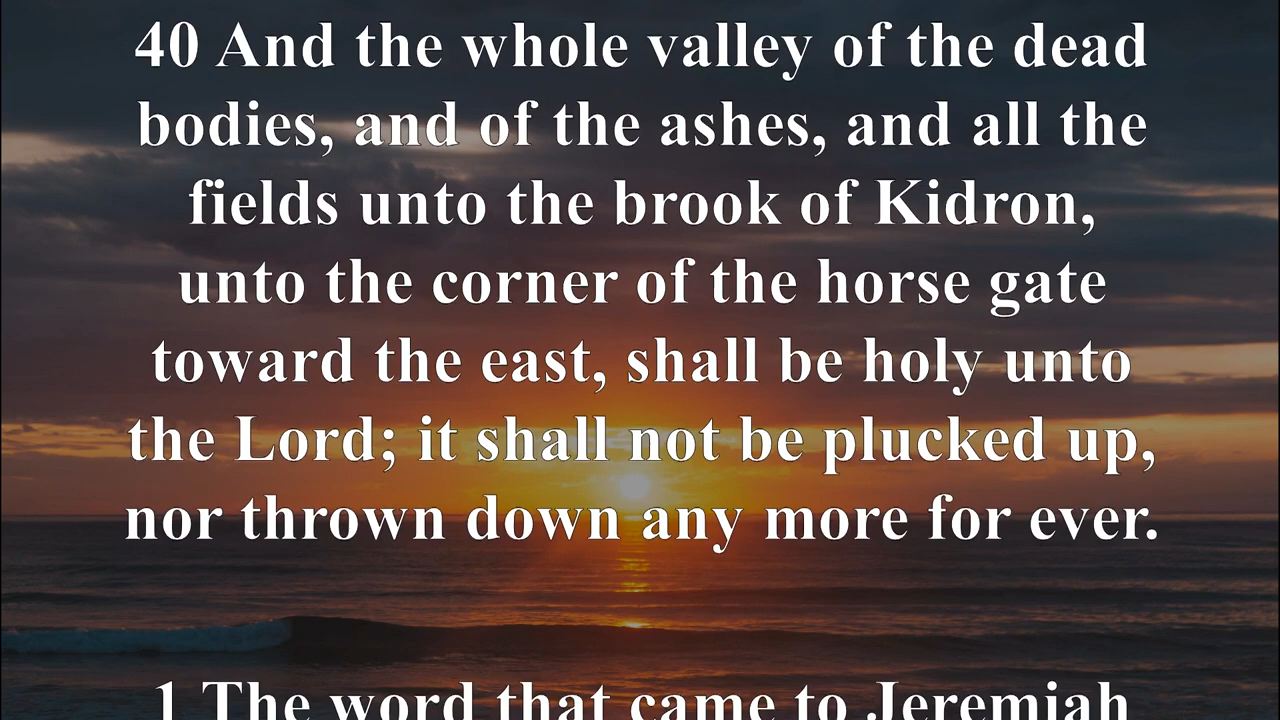 40 And the whole valley of the dead
bodies, and of the ashes, and all the
fields unto the brook of Kidron,
unto the corner of the horse gate
toward the east, shall be holy unto
the Lord; it shall not be plucked up,
nor thrown down any more for ever.
1 The word that came to Jeremiah